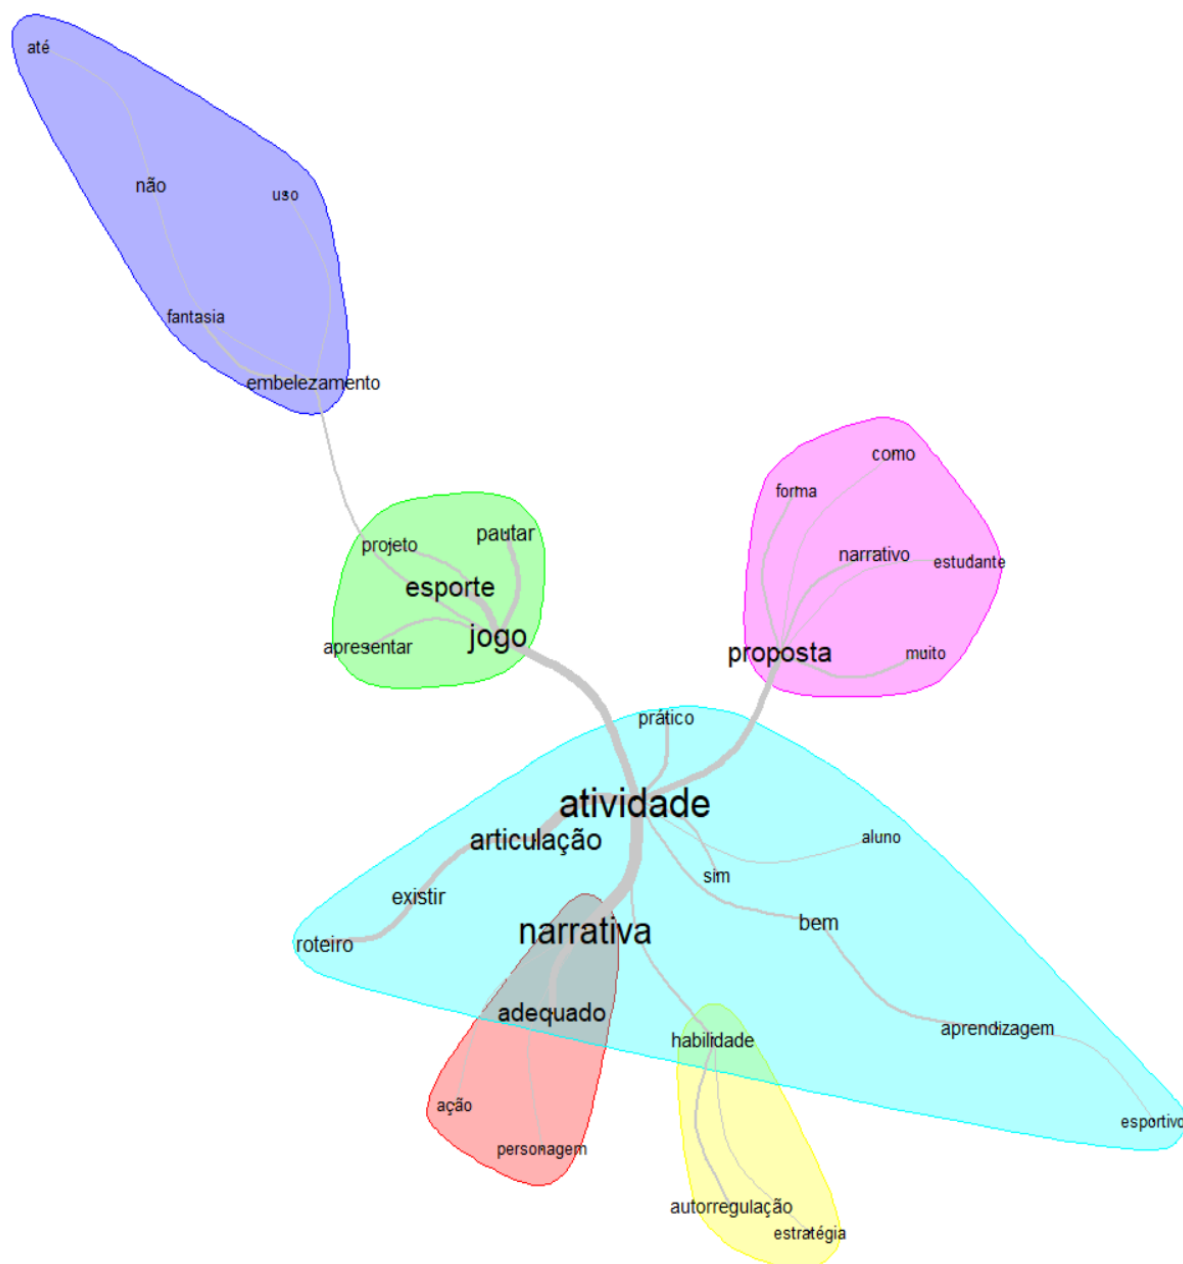 até
não
uso
fantasia
embelezamento
como
forma
pautar
projeto
narrativo
estudante
esporte
jogo
apresentar
proposta
muito
prático
atividade
articulação
aluno
sim
existir
bem
narrativa
roteiro
adequado
aprendizagem
habilidade
ação
esportivo
personagem
autorregulação
estratégia